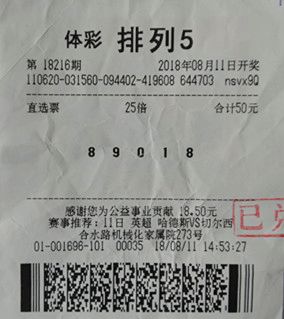 体彩 排列5
第 18216期 2018年08月11日开奖
110620-031560-094402-419608 644703 nsvx9Q
直选票 25倍 合计50元
8 9 0 1 8
感谢您为公益事业贡献 18.50元
赛事推荐：11日 英超 哈德斯VS切尔西
合水路机械化家属院273号
01-001696-101 00035 18/08/11 14:53:27
已兑